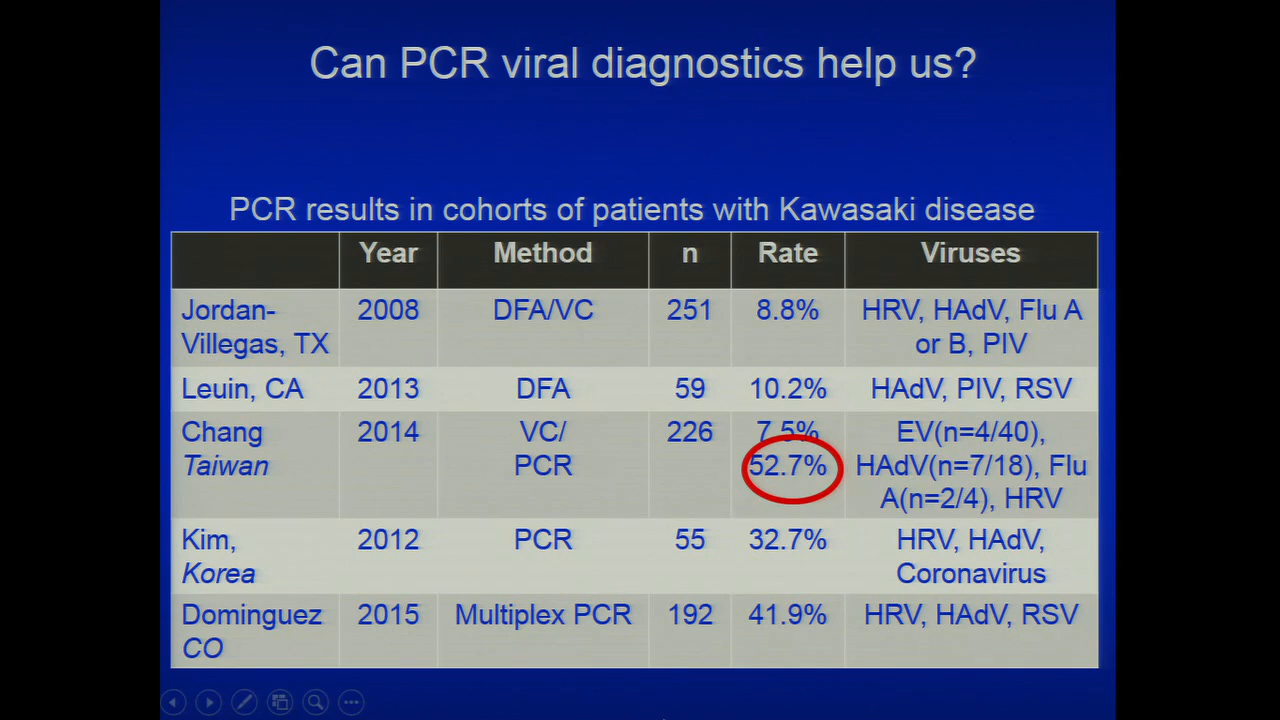 Can PCR viral diagnostics help us?
PCR results in cohorts of patients with Kawasaki disease
Year Method n Rate Viruses
Jordan- 2008 DFA/VC 251 8.8% HRV, HAdV, Flu A
Villegas, TX or B, PIV
Leuin, CA 2013 DFA 59 10.2% HAdV, PIV, RSV
Chang 2014 VC/ 226 7.5% EV(n=4/40),
Taiwan PCR 52.7% HAdV(n=7/18), Flu
A(n=2/4), HRV
Kim, 2012 PCR 55 32.7% HRV, HAdV,
Korea Coronavirus
Dominguez 2015 Multiplex PCR 192 41.9% HRV, HAdV, RSV
CO